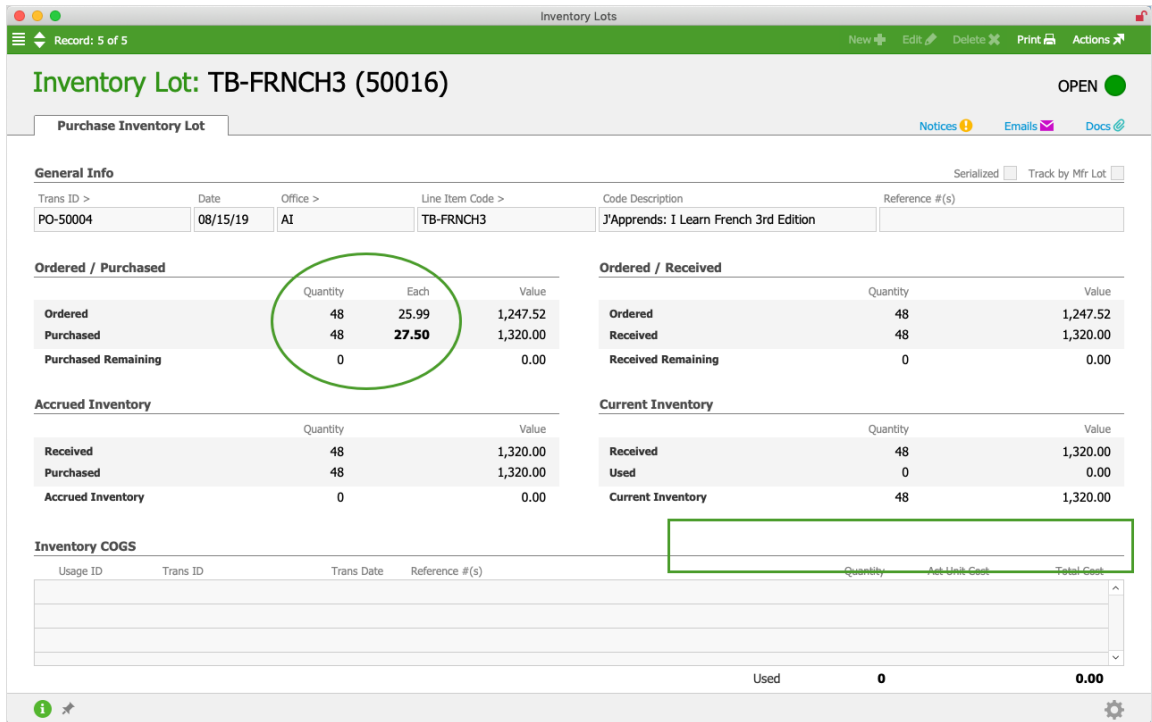 Inventory Lots
Record: 5 of 5 New Edit Delete Print Actions
Inventory Lot: TB-FRNCH3 (50016)
OPEN
Purchase Inventory Lot
Notices Emails Docs
General Info
Serialized Track by Mfr Lot
Trans ID > Date Office > Line Item Code > Code Description Reference #(s)
PO-50004 08/15/19 AI TB-FRNCH3 J'Apprends: I Learn French 3rd Edition
Ordered / Purchased
Quantity Each Value
Ordered 48 25.99 1,247.52
Purchased 48 27.50 1,320.00
Purchased Remaining 0 0.00
Ordered / Received
Quantity Value
Ordered 48 1,247.52
Received 48 1,320.00
Received Remaining 0 0.00
Accrued Inventory
Quantity Value
Received 48 1,320.00
Purchased 48 1,320.00
Accrued Inventory 0 0.00
Current Inventory
Quantity Value
Received 48 1,320.00
Used 0 0.00
Current Inventory 48 1,320.00
Inventory COGS
Usage ID Trans ID Trans Date Reference #(s) Quantity Act Unit Cost Total Cost
Used 0 0.00